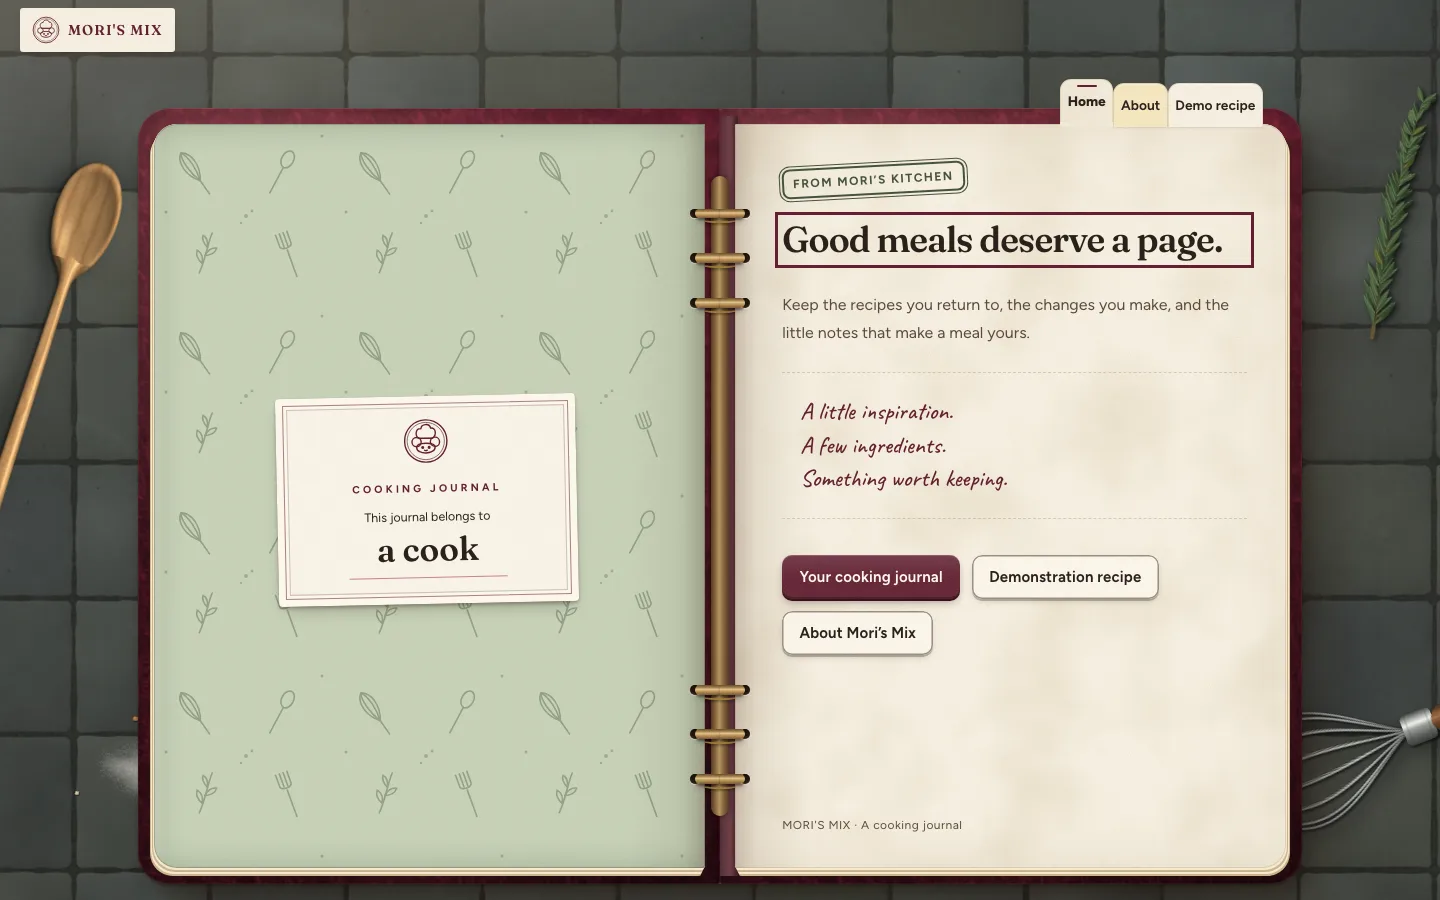 MORI'S MIX
Home
About
Demo recipe
FROM MORI'S KITCHEN
Good meals deserve a page.
Keep the recipes you return to, the changes you make, and the
little notes that make a meal yours.
A little inspiration.
A few ingredients.
Something worth keeping.
COOKING JOURNAL
This journal belongs to
a cook
Your cooking journal
Demonstration recipe
About Mori’s Mix
MORI'S MIX · A cooking journal